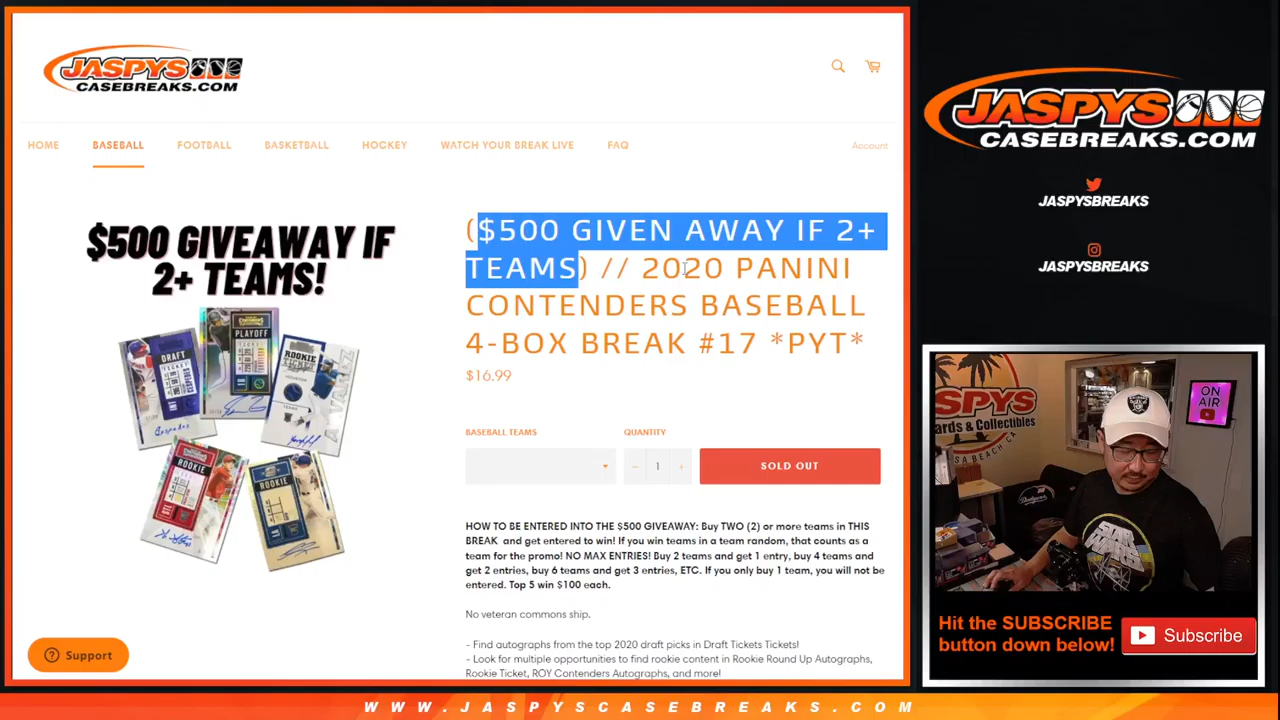 JASPYS
CASEBREAKS.COM
HOME
BASEBALL
FOOTBALL
BASKETBALL
HOCKEY
WATCH YOUR BREAK LIVE
FAQ
Account
$500 GIVEAWAY IF
2+ TEAMS!
DRAFT
PLAYOFF
ROOKIE
TICKET
ROOKIE
ROOKIE
($500 GIVEN AWAY IF 2+
TEAMS) // 2020 PANINI
CONTENDERS BASEBALL
4-BOX BREAK #17 *PYT*
$16.99
BASEBALL TEAMS
QUANTITY
− 1 +
SOLD OUT
HOW TO BE ENTERED INTO THE $500 GIVEAWAY: Buy TWO (2) or more teams in THIS
BREAK and get entered to win! If you win teams in a team random, that counts as a
team for the promo! NO MAX ENTRIES! Buy 2 teams and get 1 entry, buy 4 teams and
get 2 entries, buy 6 teams and get 3 entries, ETC. If you only buy 1 team, you will not be
entered. Top 5 win $100 each.
No veteran commons ship.
- Find autographs from the top 2020 draft picks in Draft Tickets Tickets!
- Look for multiple opportunities to find rookie content in Rookie Round Up Autographs,
Rookie Ticket, ROY Contenders Autographs, and more!
Support
JASPYS
CASEBREAKS.COM
JASPYSBREAKS
JASPYSBREAKS
ON
AIR
STAR
WARS
Hit the SUBSCRIBE
button down below!
Subscribe
WWW.JASPYSCASEBREAKS.COM